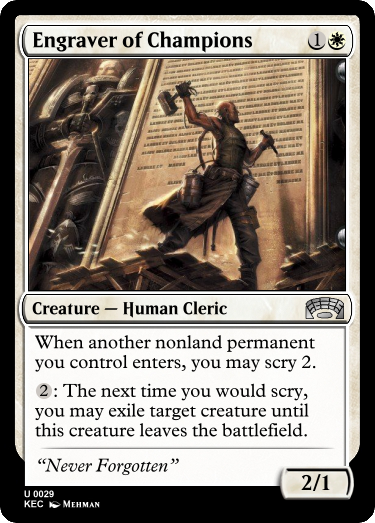 Engraver of Champions 1
Creature — Human Cleric
When another nonland permanent
you control enters, you may scry 2.
2: The next time you would scry,
you may exile target creature until
this creature leaves the battlefield.
“Never Forgotten”
2/1
U 0029
KEC Mehman